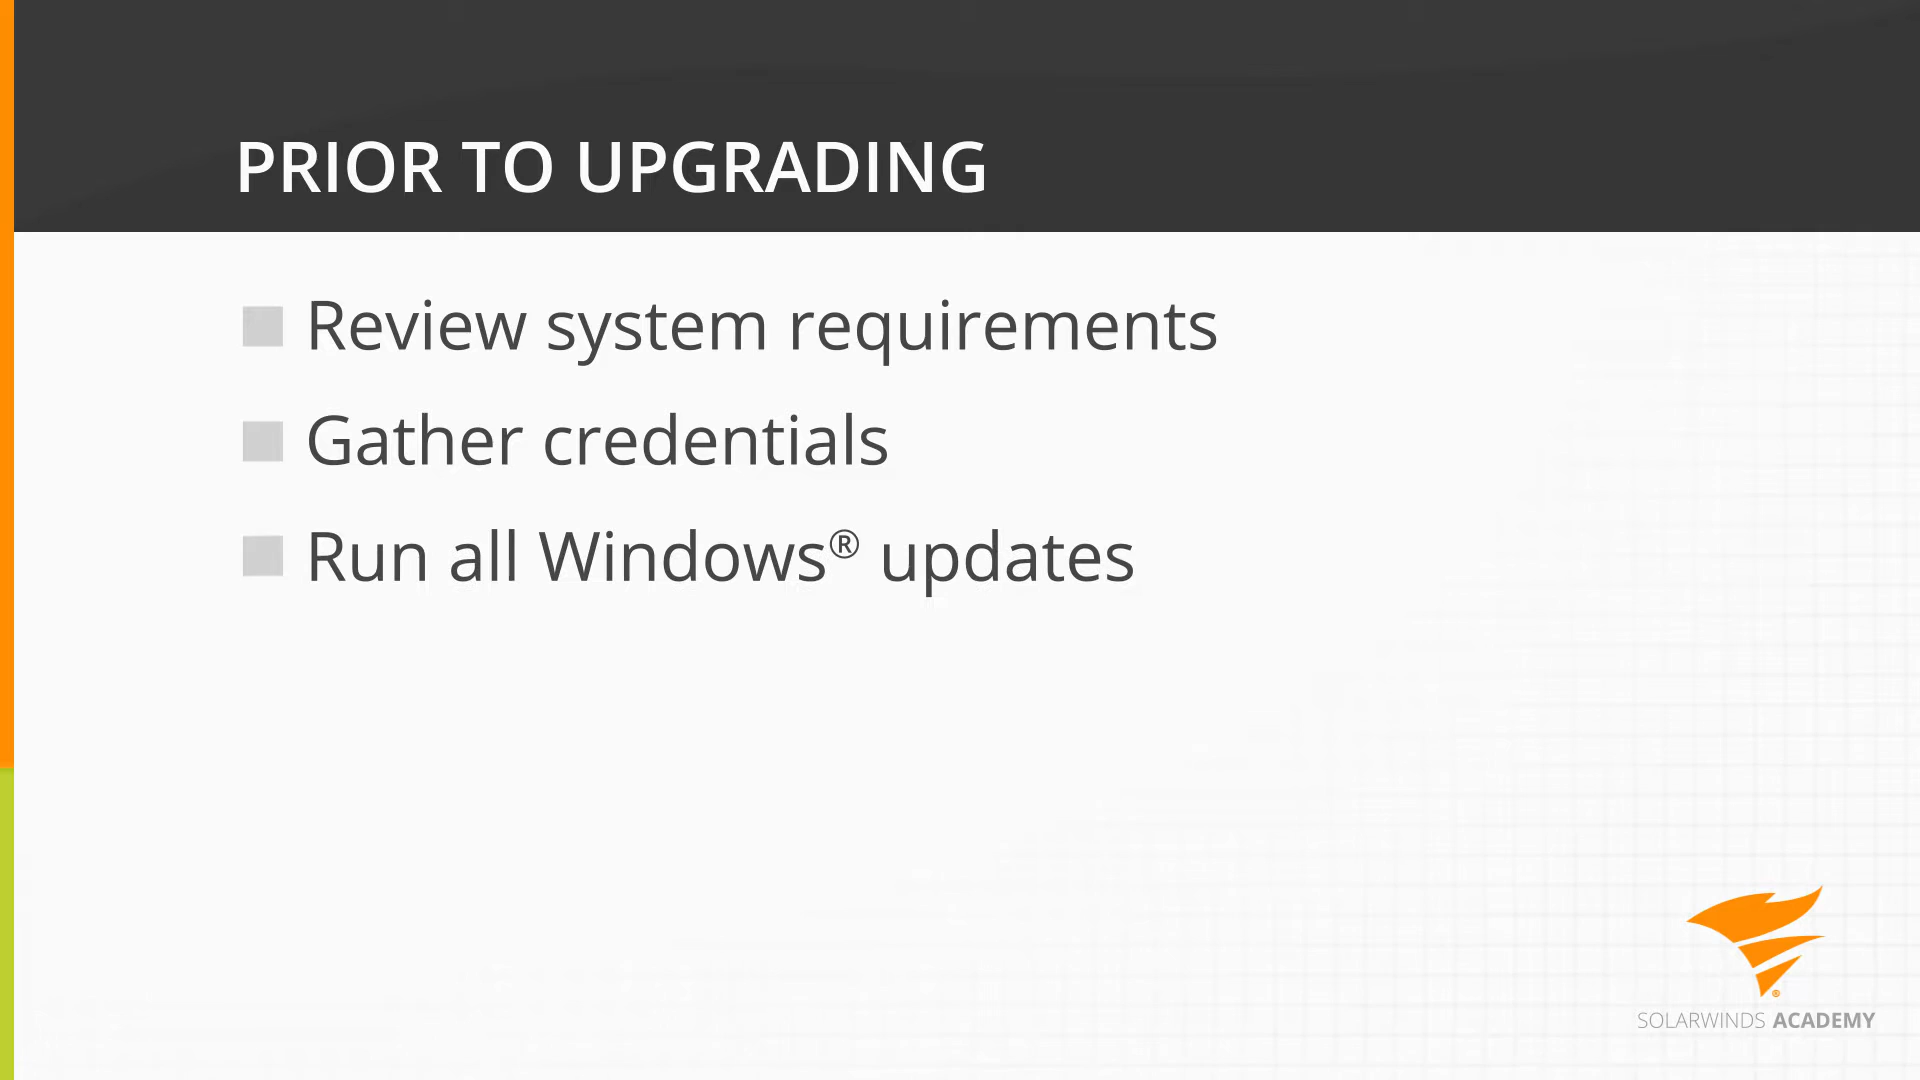 PRIOR TO UPGRADING
Review system requirements
Gather credentials
Run all Windows® updates
®
SOLARWINDS ACADEMY